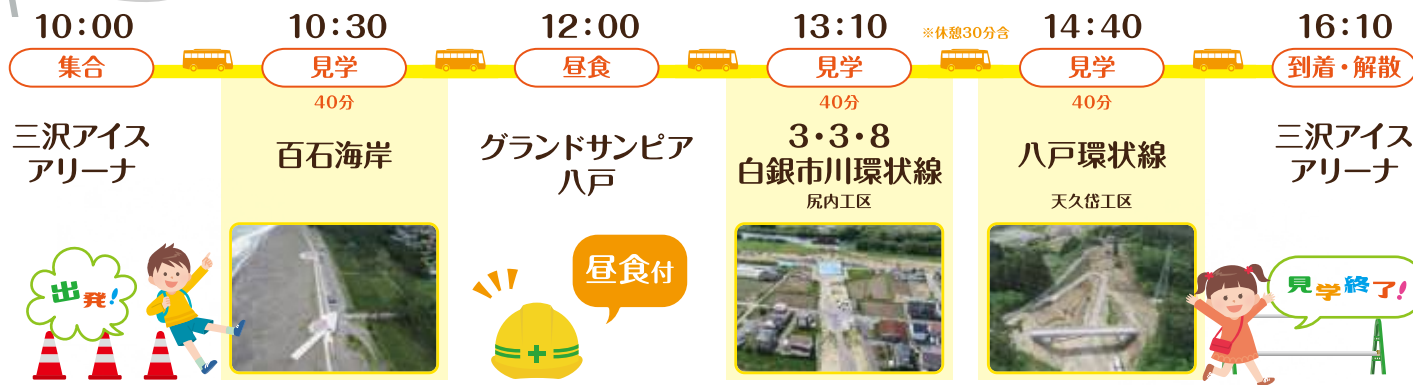 10:00
集合
三沢アイス
アリーナ
出発!
10:30
見学
40分
百石海岸
12:00
昼食
グランドサンピア
八戸
昼食付
13:10
見学
40分
3・3・8
白銀市川環状線
尻内工区
※休憩30分含
14:40
見学
40分
八戸環状線
天久岱工区
16:10
到着・解散
三沢アイス
アリーナ
見学終了!